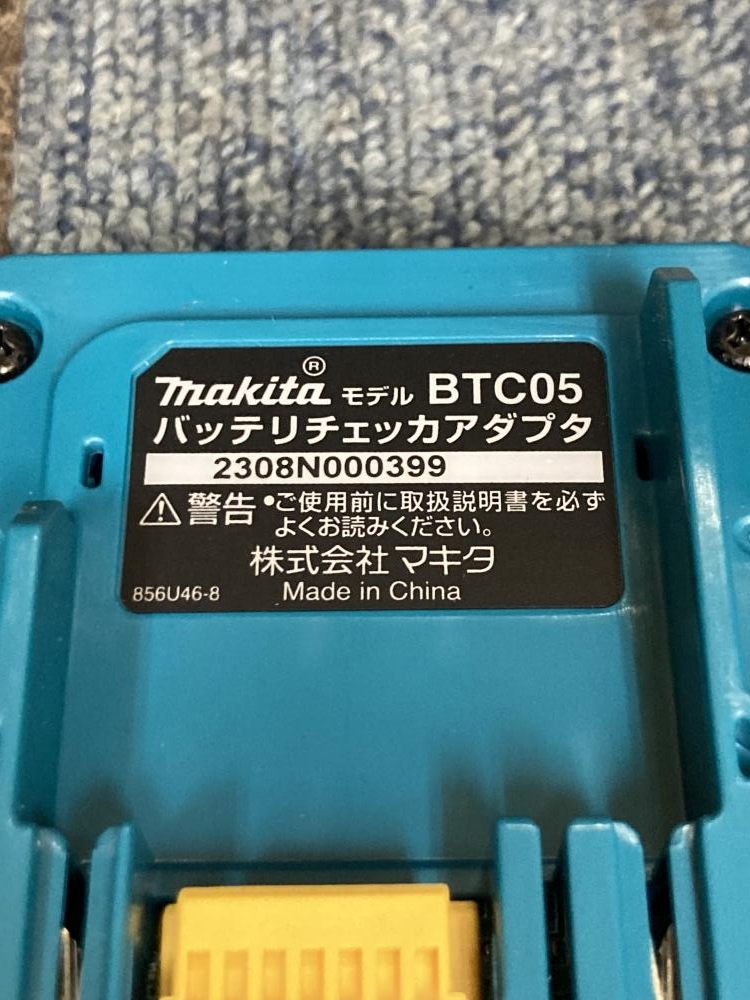 makita® モデル BTC05
バッテリチェッカアダプタ
2308N000399
⚠警告 •ご使用前に取扱説明書を必ず
よくお読みください。
株式会社マキタ
856U46-8 Made in China